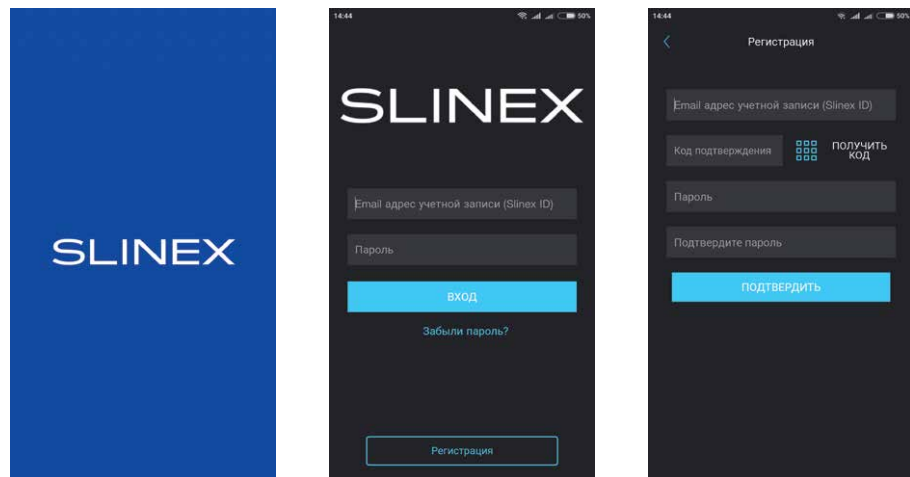 SLINEX
14:44
50%
SLINEX
Email адрес учетной записи (Slinex ID)
Пароль
ВХОД
Забыли пароль?
Регистрация
14:44
50%
Регистрация
Email адрес учетной записи (Slinex ID)
Код подтверждения
ПОЛУЧИТЬ
КОД
Пароль
Подтвердите пароль
ПОДТВЕРДИТЬ